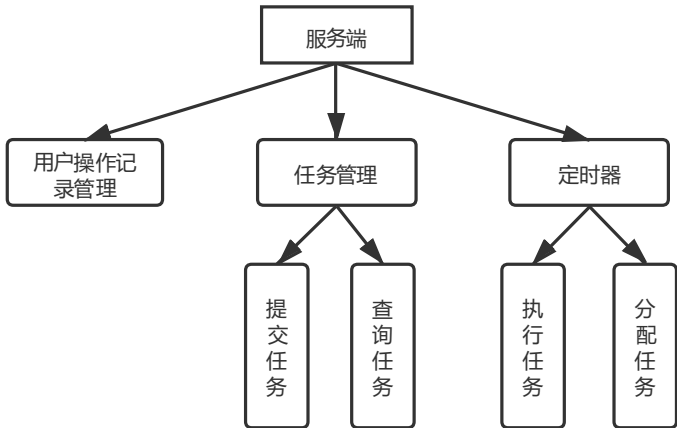 服务端
用户操作记
录管理
任务管理
定时器
提交任务
查询任务
执行任务
分配任务